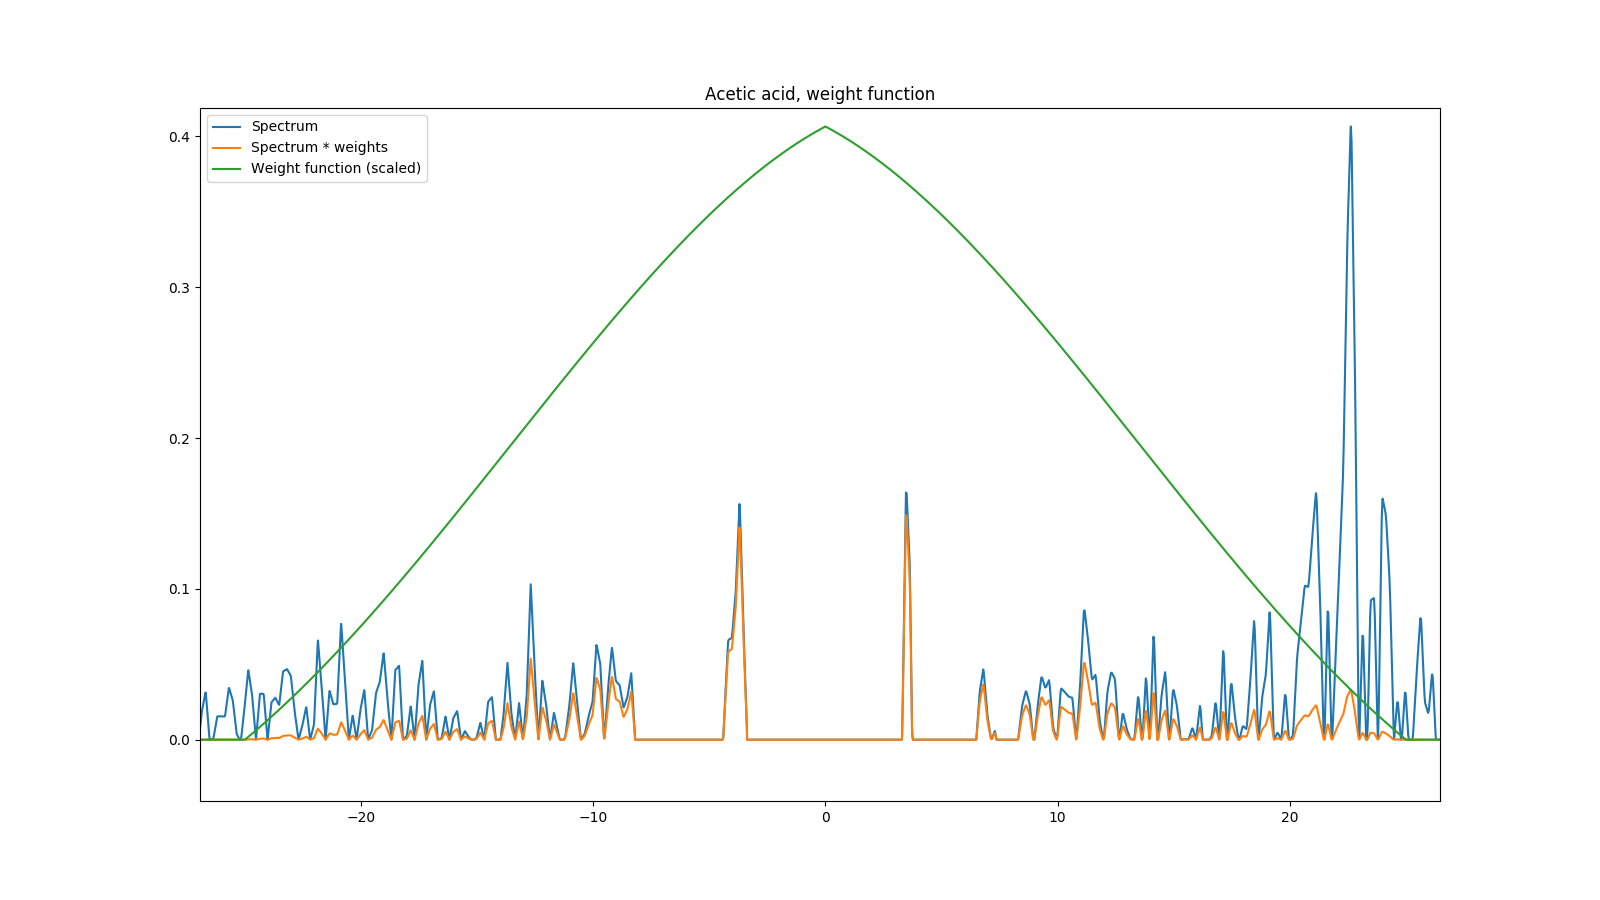 Acetic acid, weight function
Spectrum
Spectrum * weights
Weight function (scaled)
0.4
0.3
0.2
0.1
0.0
−20
−10
0
10
20